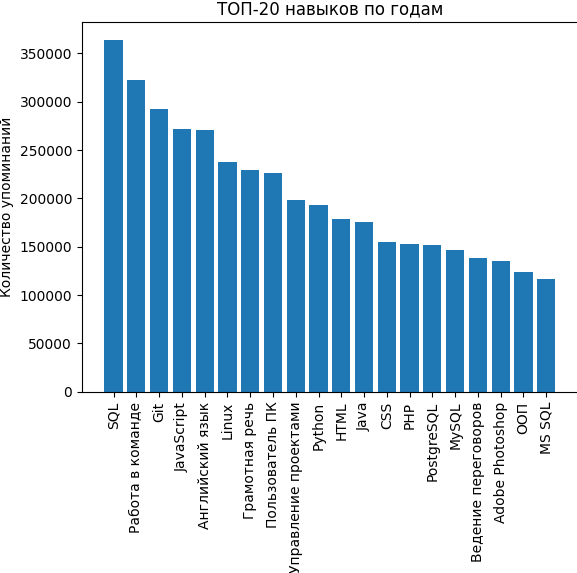 ТОП-20 навыков по годам
Количество упоминаний
350000
300000
250000
200000
150000
100000
50000
0
SQL
Работа в команде
Git
JavaScript
Английский язык
Linux
Грамотная речь
Пользователь ПК
Управление проектами
Python
HTML
Java
CSS
PHP
PostgreSQL
MySQL
Ведение переговоров
Adobe Photoshop
ООП
MS SQL